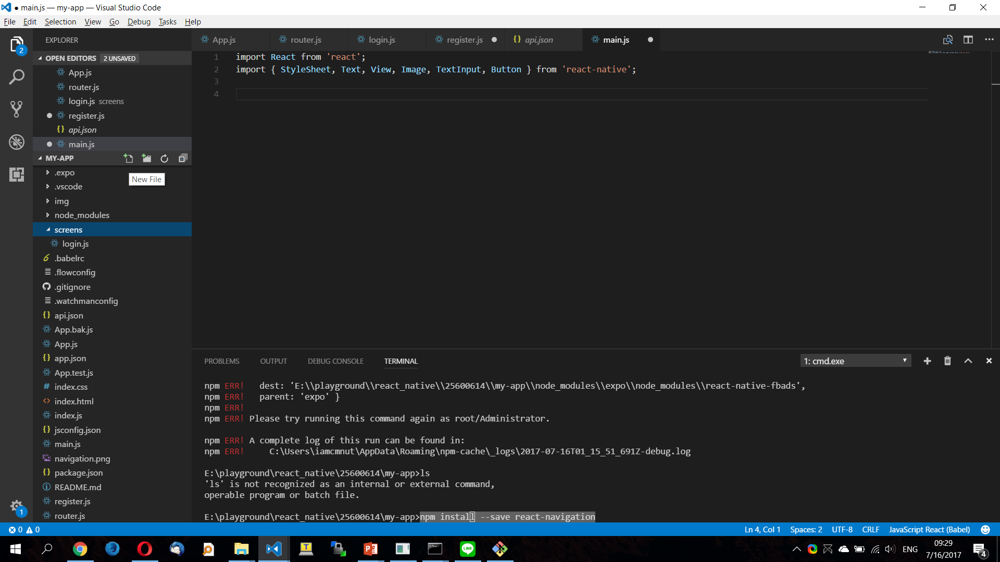 ● main.js — my-app — Visual Studio Code
File Edit Selection View Go Debug Tasks Help
EXPLORER
2
OPEN EDITORS 2 UNSAVED
App.js
router.js
login.js screens
register.js
api.json
main.js
MY-APP
New File
.expo
.vscode
img
node_modules
screens
login.js
.babelrc
.flowconfig
.gitignore
.watchmanconfig
api.json
App.bak.js
App.js
app.json
App.test.js
index.css
index.html
index.js
jsconfig.json
main.js
navigation.png
package.json
README.md
register.js
router.js
1
App.js router.js login.js register.js api.json main.js
1 import React from 'react';
2 import { StyleSheet, Text, View, Image, TextInput, Button } from 'react-native';
3
4
PROBLEMS OUTPUT DEBUG CONSOLE TERMINAL 1: cmd.exe
npm ERR! dest: 'E:\\playground\\react_native\\25600614\\my-app\\node_modules\\expo\\node_modules\\react-native-fbads',
npm ERR! parent: 'expo' }
npm ERR!
npm ERR! Please try running this command again as root/Administrator.
npm ERR! A complete log of this run can be found in:
npm ERR! C:\Users\iamcmnut\AppData\Roaming\npm-cache\_logs\2017-07-16T01_15_51_691Z-debug.log
E:\playground\react_native\25600614\my-app>ls
'ls' is not recognized as an internal or external command,
operable program or batch file.
E:\playground\react_native\25600614\my-app>npm install --save react-navigation
0 0 Ln 4, Col 1 Spaces: 2 UTF-8 CRLF JavaScript React (Babel)
ENG
09:29
7/16/2017
4
LINE